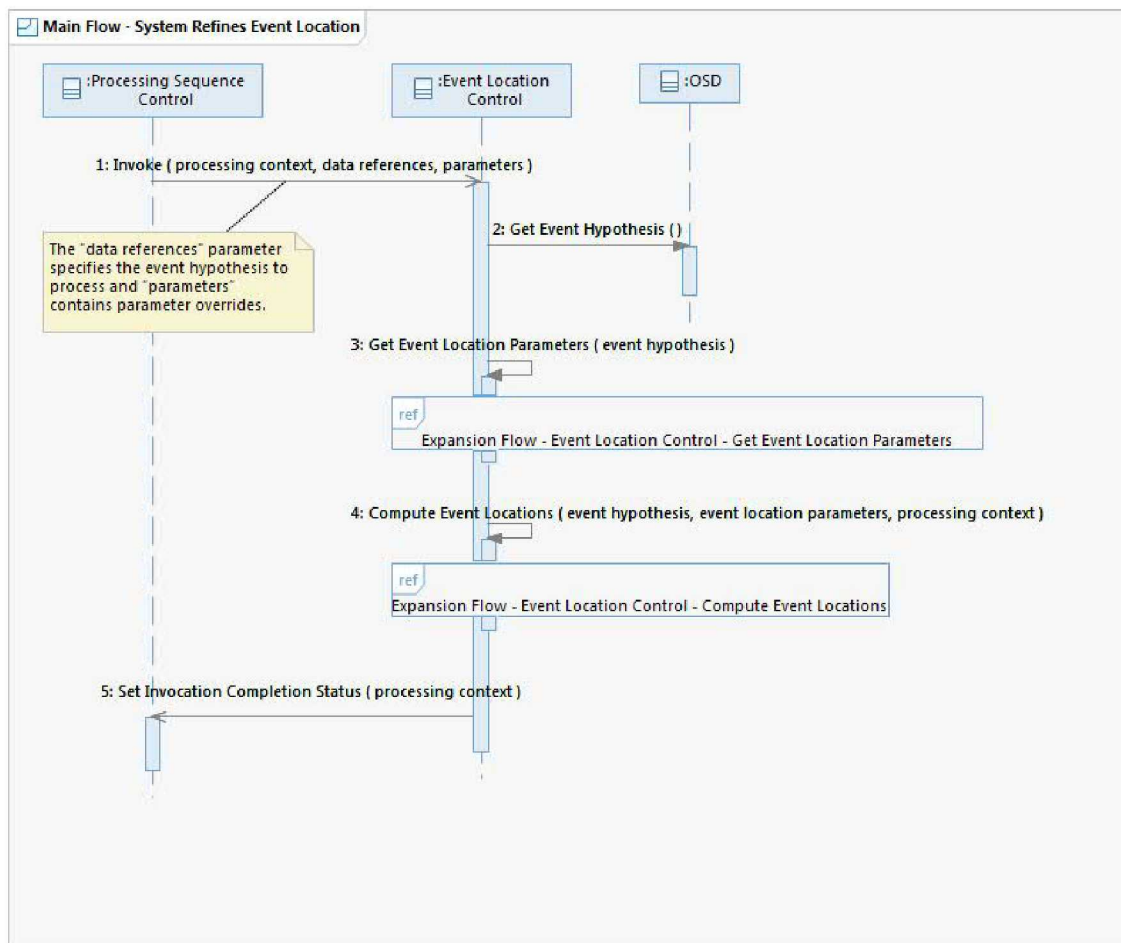 Main Flow - System Refines Event Location
:Processing Sequence
Control
:Event Location
Control
:OSD
1: Invoke ( processing context, data references, parameters )
2: Get Event Hypothesis ( )
The "data references" parameter
specifies the event hypothesis to
process and "parameters"
contains parameter overrides.
3: Get Event Location Parameters ( event hypothesis )
ref
Expansion Flow - Event Location Control - Get Event Location Parameters
4: Compute Event Locations ( event hypothesis, event location parameters, processing context )
ref
Expansion Flow - Event Location Control - Compute Event Locations
5: Set Invocation Completion Status ( processing context )